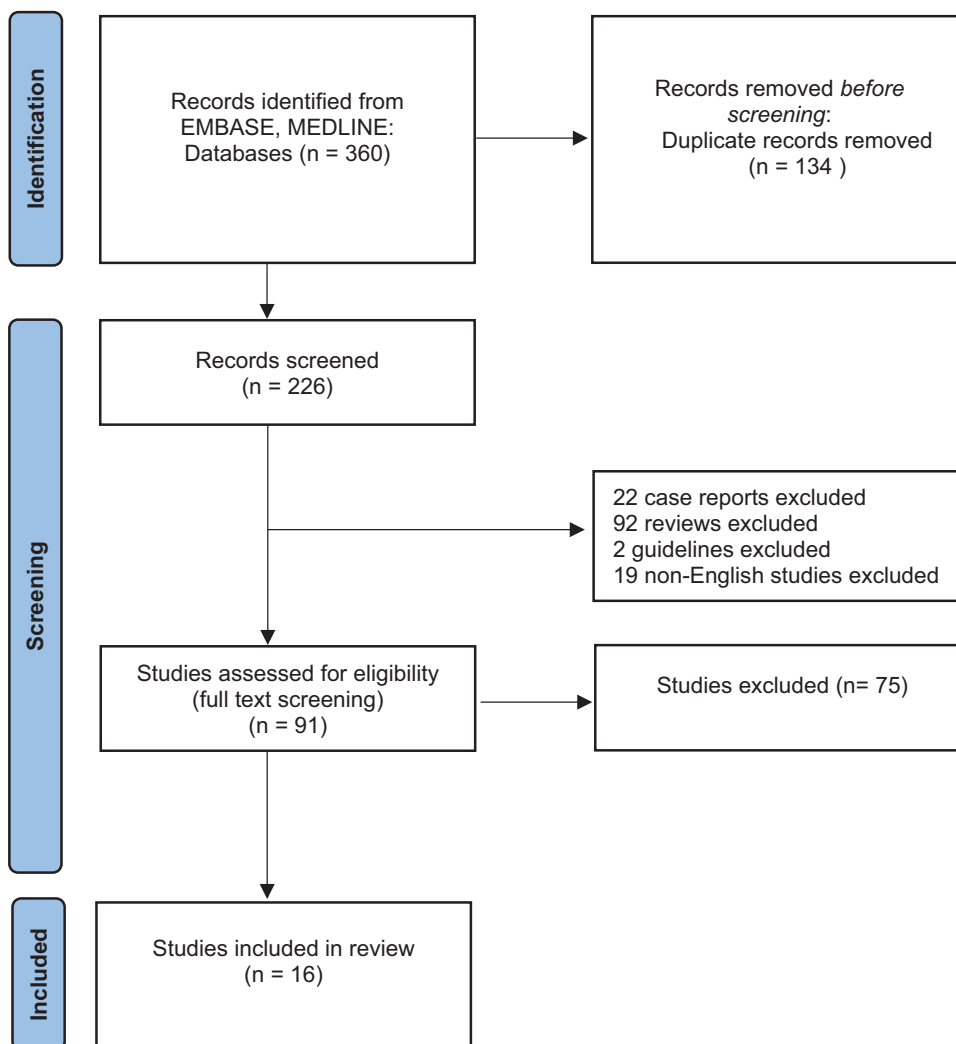 Identification
Records identified from
EMBASE, MEDLINE:
Databases (n = 360)
Records removed before
screening:
Duplicate records removed
(n = 134 )
Screening
Records screened
(n = 226)
22 case reports excluded
92 reviews excluded
2 guidelines excluded
19 non-English studies excluded
Studies assessed for eligibility
(full text screening)
(n = 91)
Studies excluded (n= 75)
Included
Studies included in review
(n = 16)